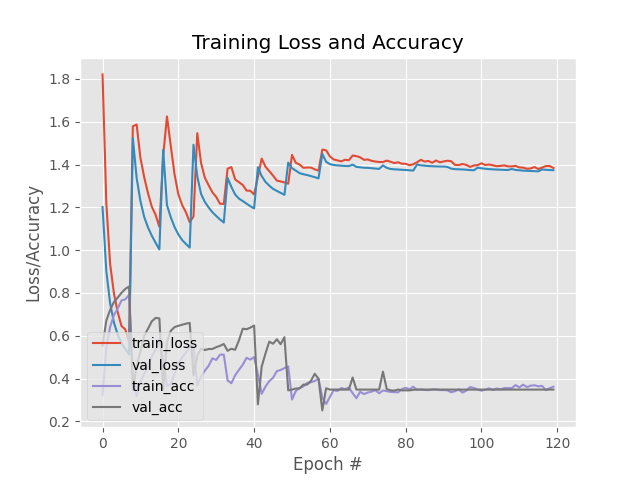 Training Loss and Accuracy
Loss/Accuracy
1.8
1.6
1.4
1.2
1.0
0.8
0.6
0.4
0.2
train_loss
val_loss
train_acc
val_acc
0 20 40 60 80 100 120
Epoch #